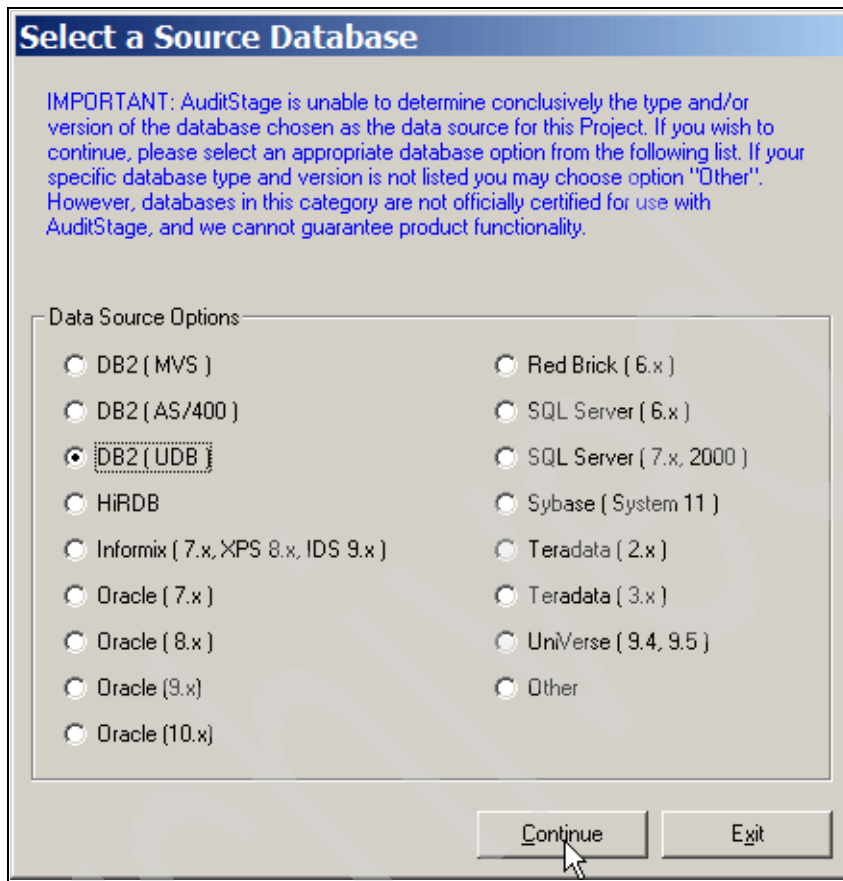 Select a Source Database
IMPORTANT: AuditStage is unable to determine conclusively the type and/or
version of the database chosen as the data source for this Project. If you wish to
continue, please select an appropriate database option from the following list. If your
specific database type and version is not listed you may choose option "Other".
However, databases in this category are not officially certified for use with
AuditStage, and we cannot guarantee product functionality.
Data Source Options
DB2 ( MVS )
DB2 ( AS/400 )
DB2 ( UDB )
HiRDB
Informix ( 7.x, XPS 8.x, IDS 9.x )
Oracle ( 7.x )
Oracle ( 8.x )
Oracle (9.x)
Oracle (10.x)
Red Brick ( 6.x )
SQL Server ( 6.x )
SQL Server ( 7.x, 2000 )
Sybase ( System 11 )
Teradata ( 2.x )
Teradata ( 3.x )
UniVerse ( 9.4, 9.5 )
Other
Continue
Exit